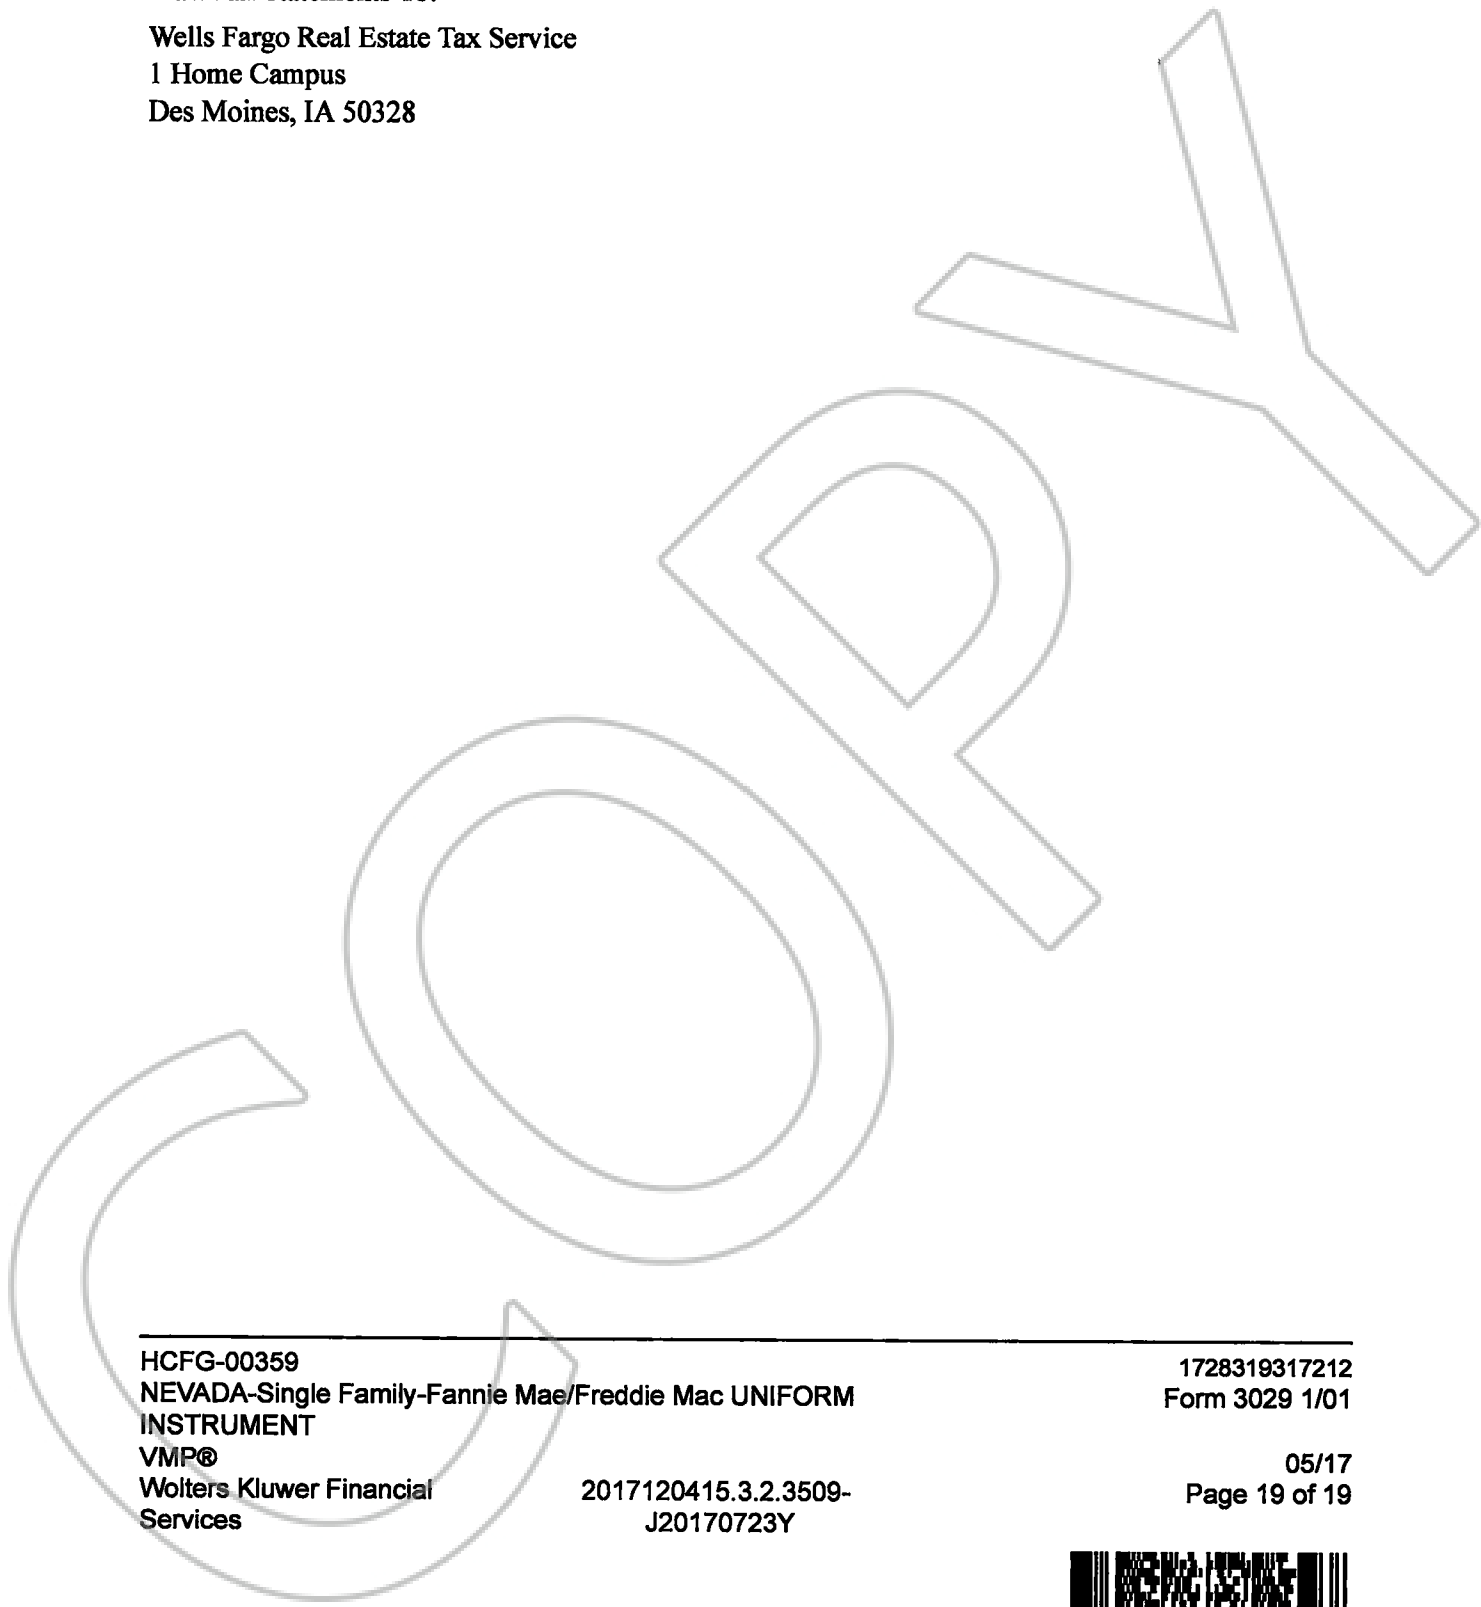 Wells Fargo Real Estate Tax Service
1 Home Campus
Des Moines, IA 50328
COPY
HCFG-00359
1728319317212
NEVADA-Single Family-Fannie Mae/Freddie Mac UNIFORM
Form 3029 1/01
INSTRUMENT
VMP®
05/17
Wolters Kluwer Financial
2017120415.3.2.3509-
Page 19 of 19
Services
J20170723Y